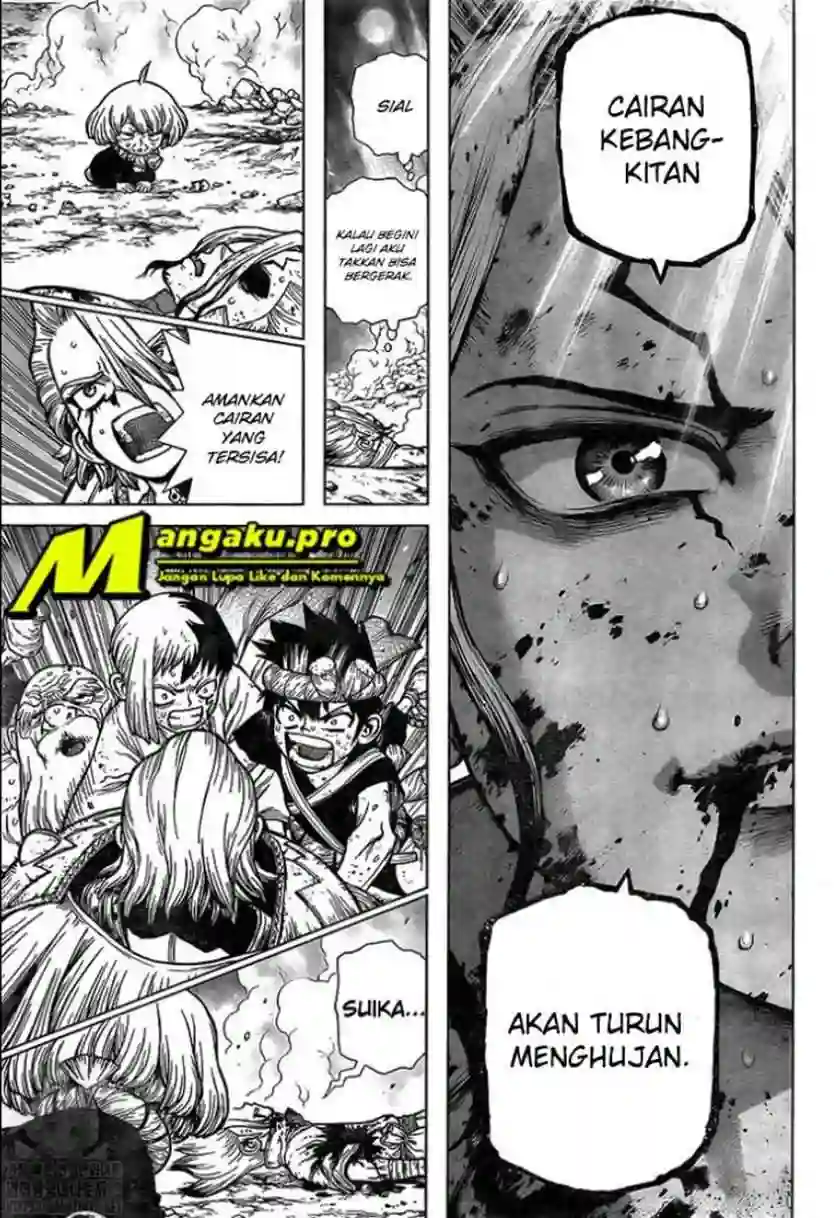 CAIRAN
KEBANG-
KITAN
AKAN TURUN
MENGHUJAN.
SIAL
KALAU BEGINI
LAGI AKU
TAKKAN BISA
BERGERAK.
AMANKAN
CAIRAN
YANG
TERSISA!
Mangaku.pro
Jangan Lupa Like dan Komennya
SUIKA...